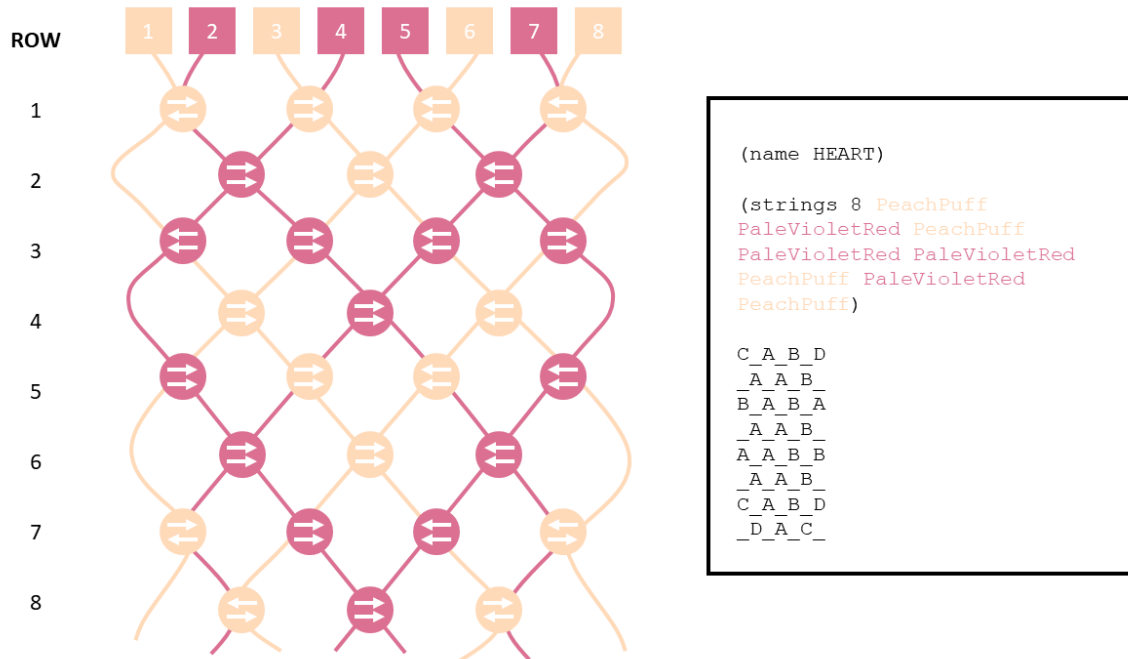 ROW 1 2 3 4 5 6 7 8
1
2
3
4
5
6
7
8
(name HEART)
(strings 8 PeachPuff
PaleVioletRed PeachPuff
PaleVioletRed PaleVioletRed
PeachPuff PaleVioletRed
PeachPuff)
C_A_B_D
_A_A_B_
B_A_B_A
_A_A_B_
A_A_B_B
_A_A_B_
C_A_B_D
_D_A_C_